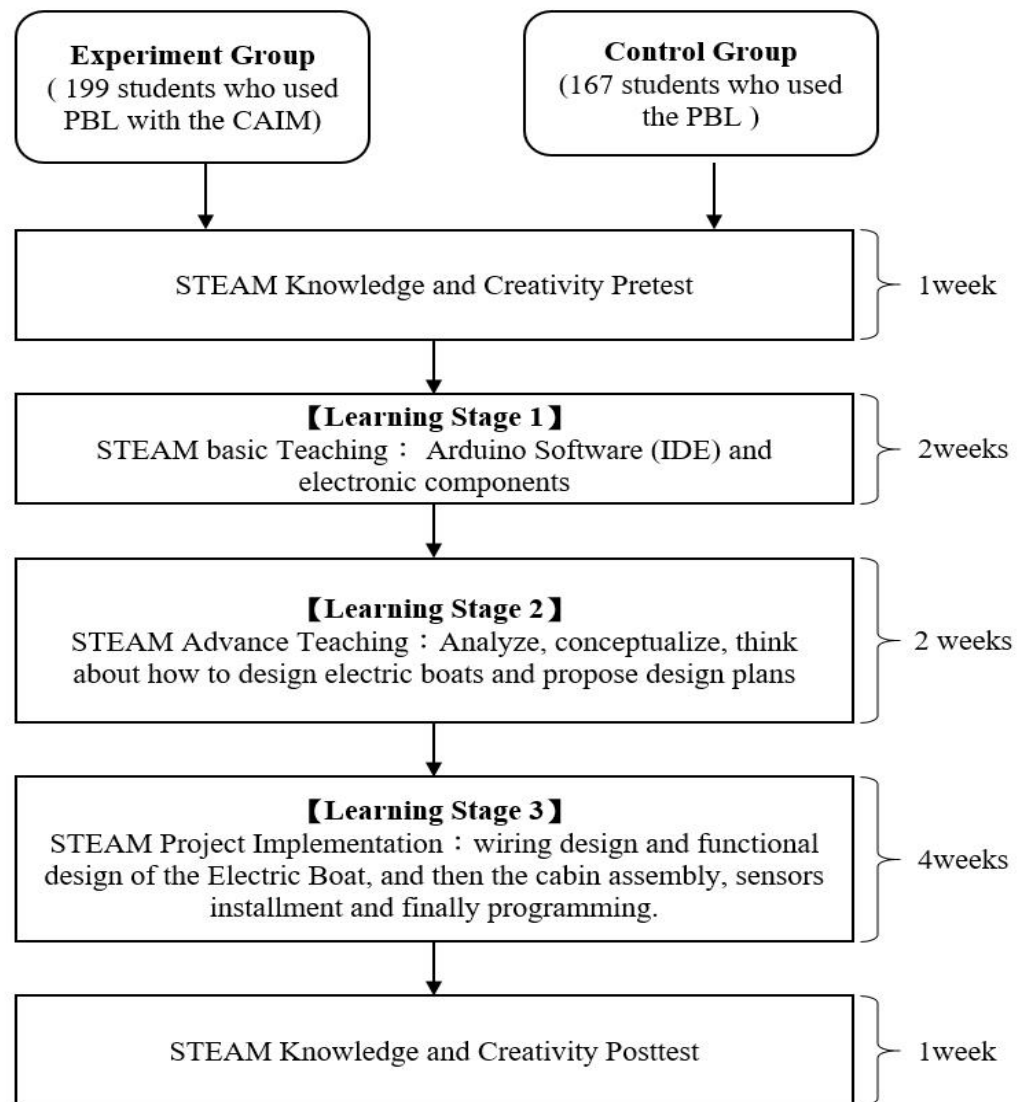 Experiment Group
( 199 students who used
PBL with the CAIM)
Control Group
(167 students who used
the PBL )
STEAM Knowledge and Creativity Pretest
1week
【Learning Stage 1】
STEAM basic Teaching： Arduino Software (IDE) and
electronic components
2weeks
【Learning Stage 2】
STEAM Advance Teaching：Analyze, conceptualize, think
about how to design electric boats and propose design plans
2 weeks
【Learning Stage 3】
STEAM Project Implementation：wiring design and functional
design of the Electric Boat, and then the cabin assembly, sensors
installment and finally programming.
4weeks
STEAM Knowledge and Creativity Posttest
1week